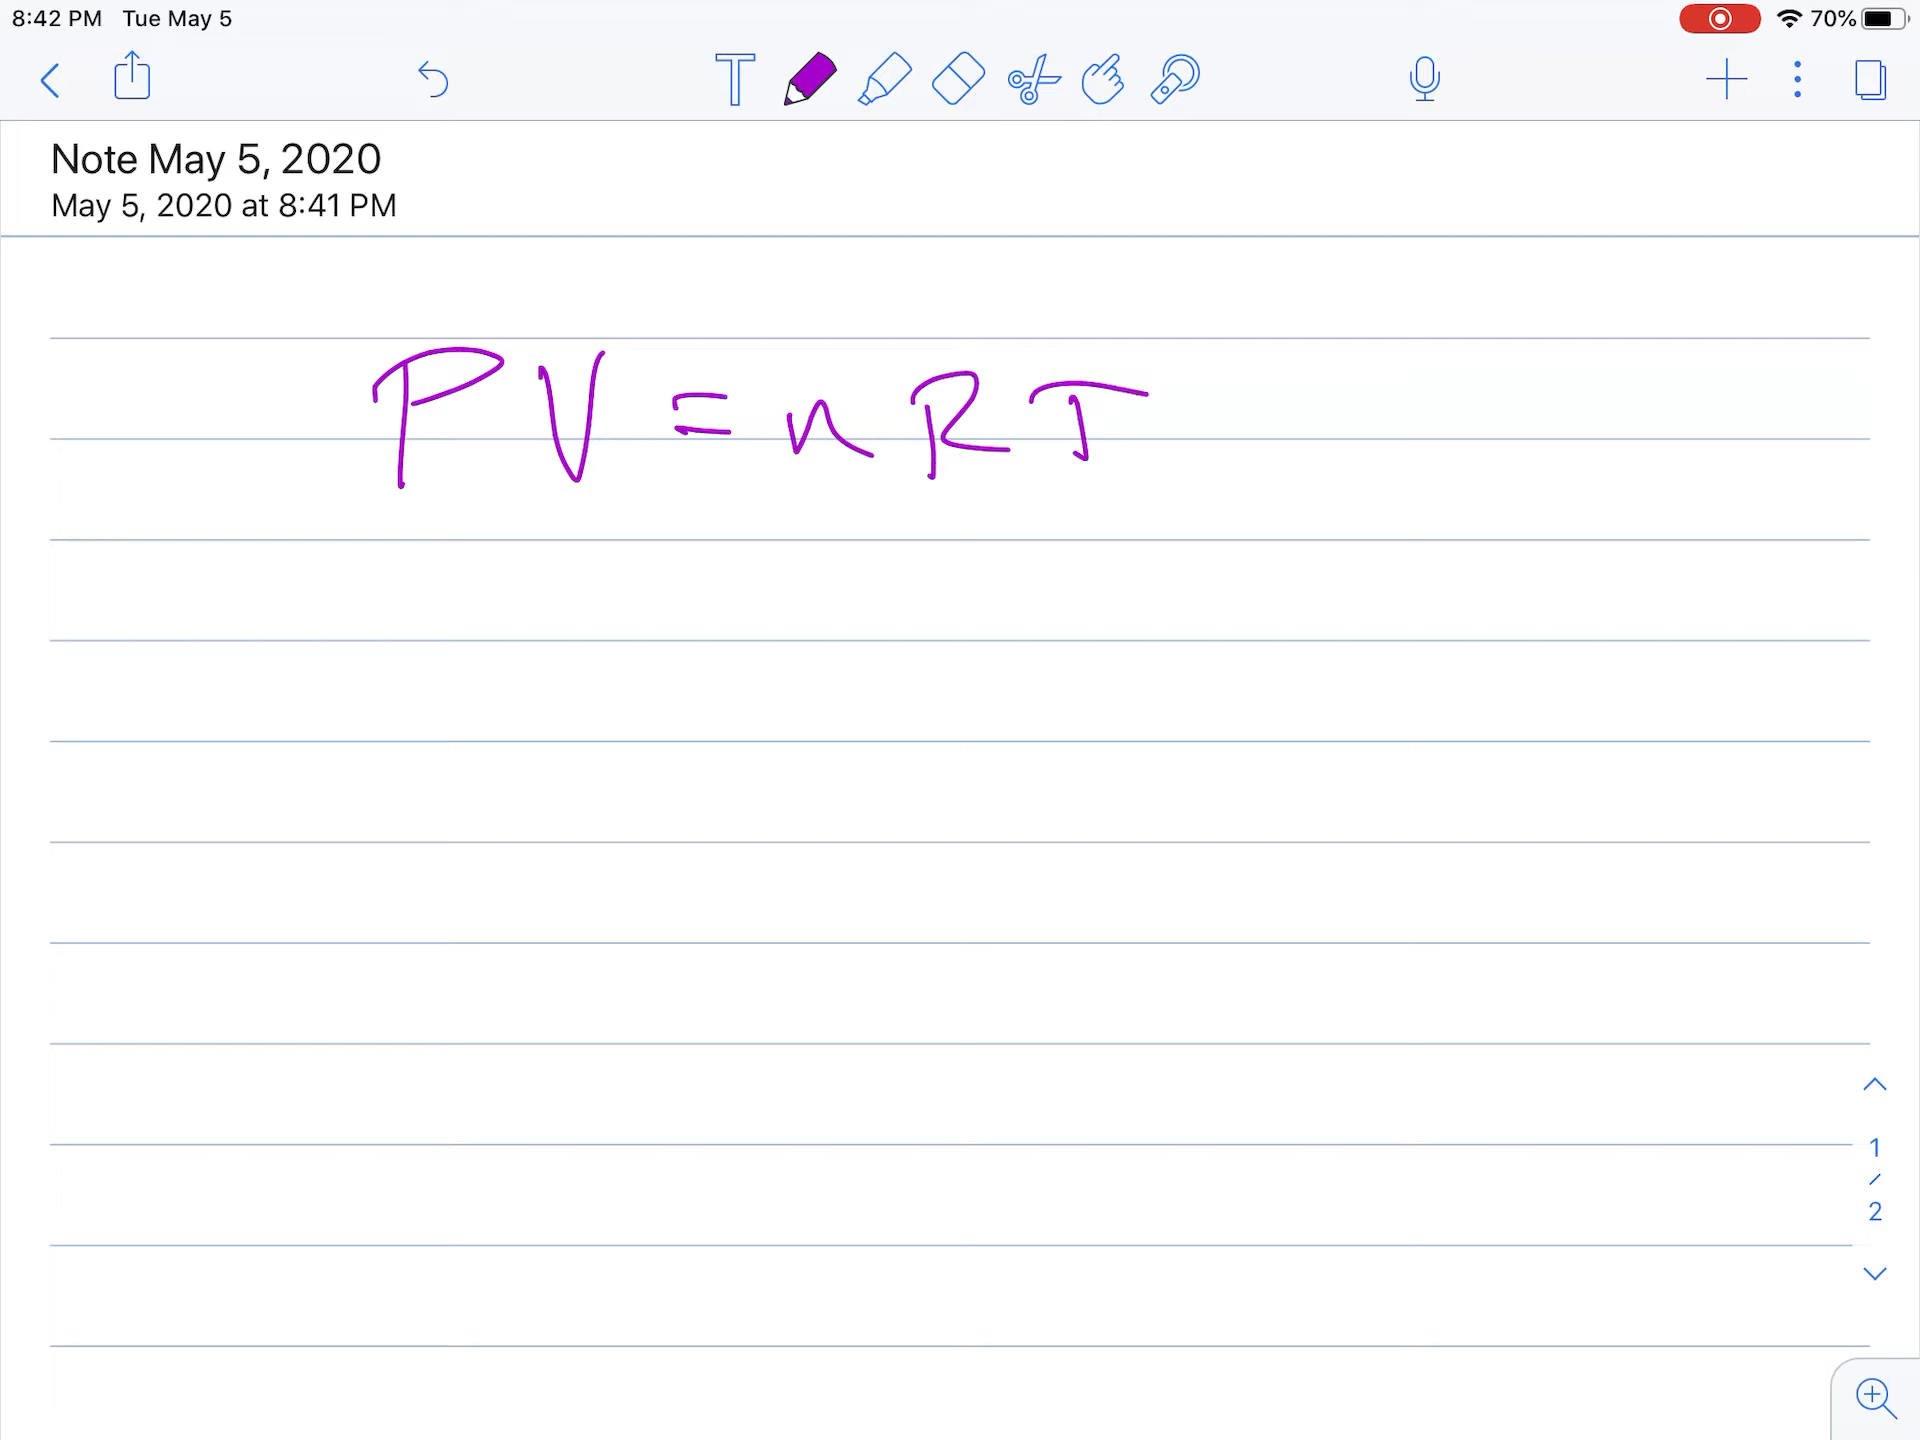 8:42 PM Tue May 5
70%
Note May 5, 2020
May 5, 2020 at 8:41 PM
PV = nRT
1
/
2